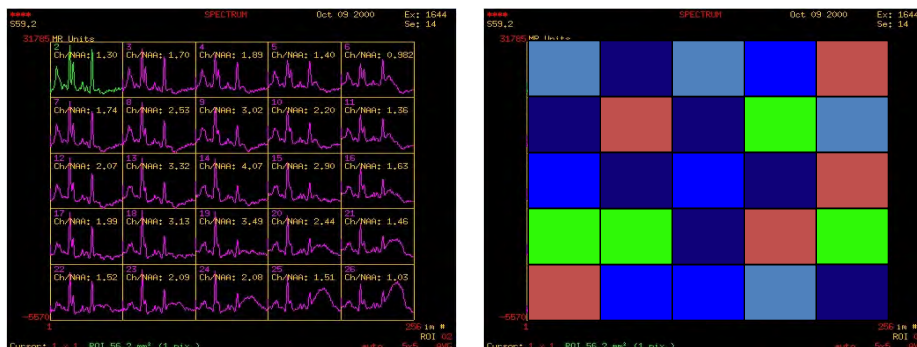 **** SPECTRUM Oct 09 2000 Ex: 1644
S59.2 Se: 14
31785 MR Units
2 3 4 5 6
Ch/NAA: 1.30 Ch/NAA: 1.70 Ch/NAA: 1.89 Ch/NAA: 1.40 Ch/NAA: 0.982
7 8 9 10 11
Ch/NAA: 1.74 Ch/NAA: 2.53 Ch/NAA: 3.02 Ch/NAA: 2.20 Ch/NAA: 1.36
12 13 14 15 16
Ch/NAA: 2.07 Ch/NAA: 3.32 Ch/NAA: 4.07 Ch/NAA: 2.90 Ch/NAA: 1.63
17 18 19 20 21
Ch/NAA: 1.99 Ch/NAA: 3.13 Ch/NAA: 3.49 Ch/NAA: 2.44 Ch/NAA: 1.46
22 23 24 25 26
Ch/NAA: 1.52 Ch/NAA: 2.09 Ch/NAA: 2.08 Ch/NAA: 1.51 Ch/NAA: 1.03
-5570
1 256 im #
ROI 02
Cursor: ROI 56.2 mm² (1 pix.) auto 5x5
**** SPECTRUM Oct 09 2000 Ex: 1644
S59.2 Se: 14
31785 MR Units
-5570
1 256 im #
ROI 02
Cursor: ROI 56.2 mm² (1 pix.) auto 5x5